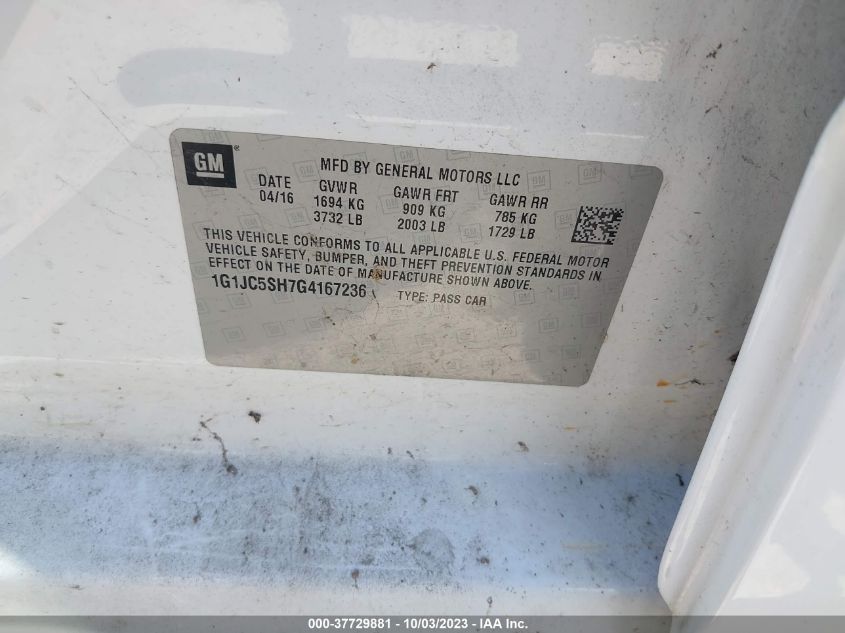 GM®
MFD BY GENERAL MOTORS LLC
DATE GVWR GAWR FRT GAWR RR
04/16 1694 KG 909 KG 785 KG
3732 LB 2003 LB 1729 LB
THIS VEHICLE CONFORMS TO ALL APPLICABLE U.S. FEDERAL MOTOR
VEHICLE SAFETY, BUMPER, AND THEFT PREVENTION STANDARDS IN
EFFECT ON THE DATE OF MANUFACTURE SHOWN ABOVE.
1G1JC5SH7G4167236 TYPE: PASS CAR
000-37729881 - 10/03/2023 - IAA Inc.